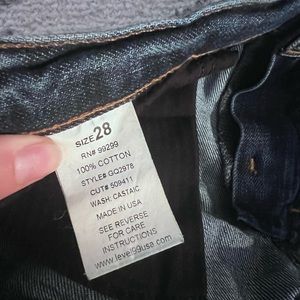 SIZE 28
RN# 99299
100% COTTON
STYLE# GQ2978
CUT# 509411
WASH: CASTAIC
MADE IN USA
SEE REVERSE
FOR CARE
INSTRUCTIONS
www.level99usa.com